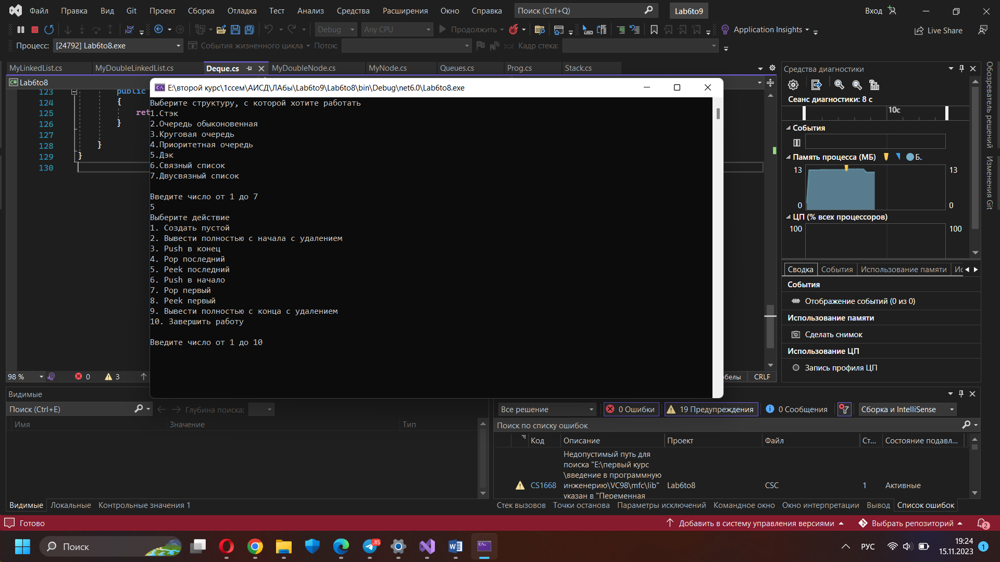 Файл Правка Вид Git Проект Сборка Отладка Тест Анализ Средства Расширения Окно Справка Поиск (Ctrl+Q) Lab6to9 Вход
Debug Any CPU Продолжить Application Insights Live Share
Процесс: [24792] Lab6to8.exe События жизненного цикла Поток: Кадр стека:
MyLinkedList.cs MyDoubleLinkedList.cs Deque.cs MyDoubleNode.cs MyNode.cs Queues.cs Prog.cs Stack.cs
Lab6to8
123 public
124 {
125 ret
126 }
127
128 }
129 }
130
E:\второй курс\1ссем\АИСД\ЛАбы\Lab6to9\Lab6to8\bin\Debug\net6.0\Lab6to8.exe
Выберите структуру, с которой хотите работать
1.Стэк
2.Очередь обыконовенная
3.Круговая очередь
4.Приоритетная очередь
5.Дэк
6.Связный список
7.Двусвязный список
Введите число от 1 до 7
5
Выберите действие
1. Создать пустой
2. Вывести полностью с начала с удалением
3. Push в конец
4. Pop последний
5. Peek последний
6. Push в начало
7. Pop первый
8. Peek первый
9. Вывести полностью с конца с удалением
10. Завершить работу
Введите число от 1 до 10
98 % 0 3 обелы CRLF
Средства диагностики
Сеанс диагностики: 8 с
10с
События
Память процесса (МБ) Б..
13 13
0 0
ЦП (% всех процессоров)
100 100
Сводка События Использование памяти Ис
События
Отображение событий (0 из 0)
Использование памяти
Сделать снимок
Использование ЦП
Запись профиля ЦП
Обозреватель решений
Изменения Git
Видимые
Поиск (Ctrl+E) Глубина поиска:
Имя Значение Тип
Видимые Локальные Контрольные значения 1
Все решение 0 Ошибки 19 Предупреждения 0 Сообщения Сборка и IntelliSense
Поиск по списку ошибок
Код Описание Проект Файл Ст... Состояние подавл...
Недопустимый путь для
поиска "E:\первый курс
\введение в программную
CS1668 инженерию\VC98\mfc\lib" Lab6to8 CSC 1 Активные
указан в "Переменная
Стек вызовов Точки останова Параметры исключений Командное окно Окно интерпретации Вывод Список ошибок
Готово Добавить в систему управления версиями Выбрать репозиторий 2
Поиск 85 РУС 19:24
15.11.2023 1